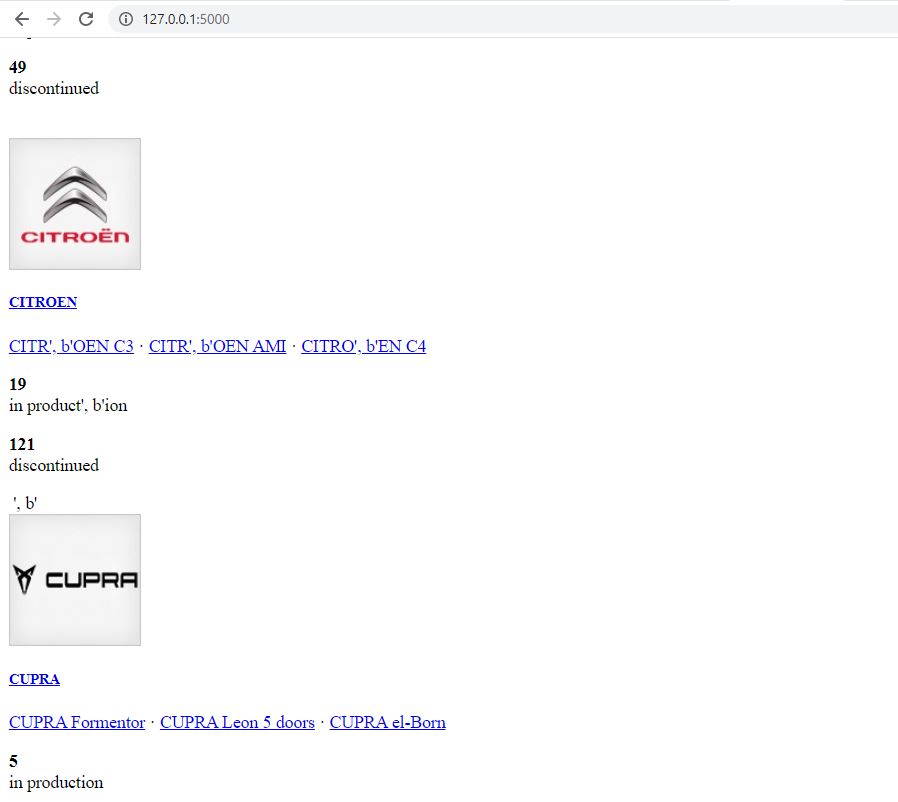 127.0.0.1:5000
49
discontinued
CITROËN
CITROEN
CITR', b'OEN C3 · CITR', b'OEN AMI · CITRO', b'EN C4
19
in product', b'ion
121
discontinued
', b'
CUPRA
CUPRA
CUPRA Formentor · CUPRA Leon 5 doors · CUPRA el-Born
5
in production